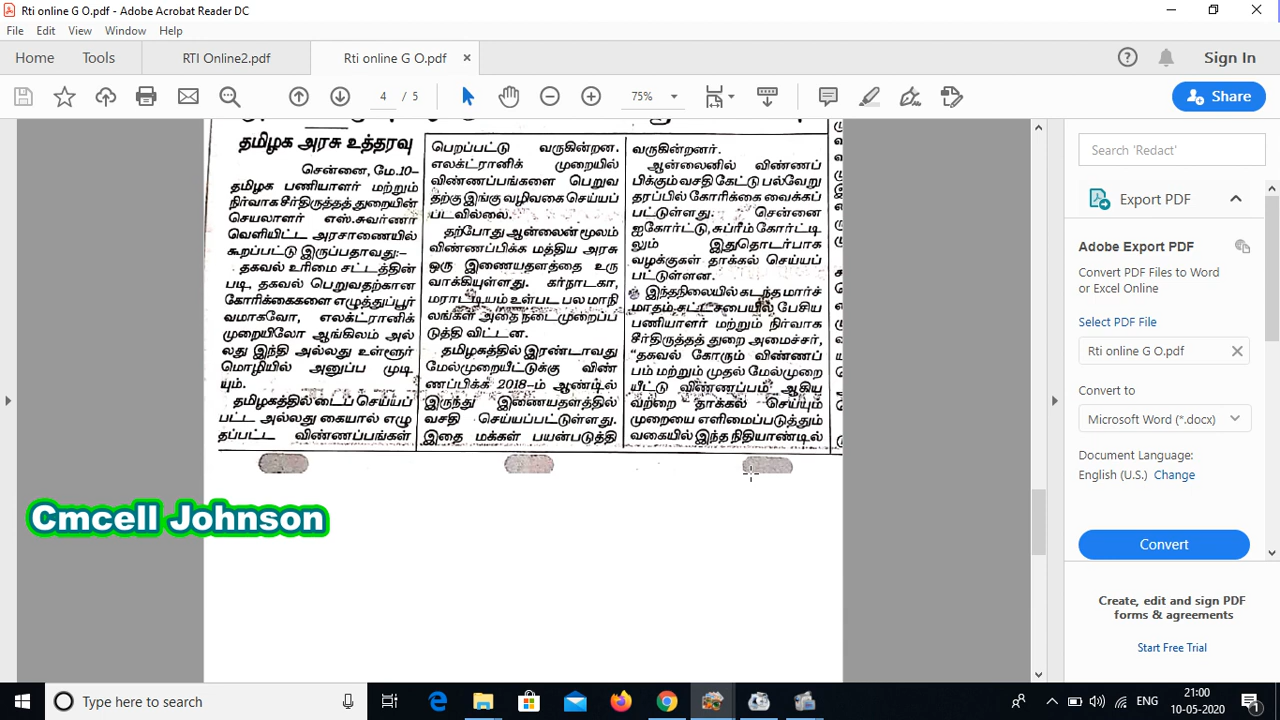 Rti online G O.pdf - Adobe Acrobat Reader DC
File Edit View Window Help
Home Tools RTI Online2.pdf Rti online G O.pdf × Sign In
4 / 5 75% Share
தமிழக அரசு உத்தரவு
சென்னை, மே.10–
தமிழக பணியாளர் மற்றும்
நிர்வாக சீர்திருத்தத் துறையின்
செயலாளர் எஸ்.சுவர்ணா
வெளியிட்ட அரசாணையில்
கூறப்பட்டு இருப்பதாவது:–
தகவல் உரிமை சட்டத்தின்
படி, தகவல் பெறுவதற்கான
கோரிக்கைகளை எழுத்துப்பூர்
வமாகவோ, எலக்ட்ரானிக்
முறையிலோ ஆங்கிலம் அல்
லது இந்தி அல்லது உள்ளூர்
மொழியில் அனுப்ப முடி
யும்.
தமிழகத்தில் டைப் செய்யப்
பட்ட அல்லது கையால் எழு
தப்பட்ட விண்ணப்பங்கள்
பெறப்பட்டு வருகின்றன.
எலக்ட்ரானிக் முறையில்
விண்ணப்பங்களை பெறுவ
தற்கு இங்கு வழிவகை செய்யப்
படவில்லை.
தற்போது ஆன்லைன் மூலம்
விண்ணப்பிக்க மத்திய அரசு
ஒரு இணையதளத்தை உரு
வாக்கியுள்ளது. கர்நாடகா,
மராட்டியம் உள்பட பல மாநி
லங்கள் அதை நடைமுறைப்ப
டுத்தி விட்டன.
தமிழகத்தில் இரண்டாவது
மேல்முறையீட்டுக்கு விண்
ணப்பிக்க 2018–ம் ஆண்டில்
இருந்து இணையதளத்தில்
வசதி செய்யப்பட்டுள்ளது.
இதை மக்கள் பயன்படுத்தி
வருகின்றனர்.
ஆன்லைனில் விண்ணப்
பிக்கும் வசதி கேட்டு பல்வேறு
தரப்பில் கோரிக்கை வைக்கப்
பட்டுள்ளது. சென்னை
ஐகோர்ட்டு, சுப்ரீம் கோர்ட்டி
லும் இதுதொடர்பாக
வழக்குகள் தாக்கல் செய்யப்
பட்டுள்ளன.
இந்தநிலையில் கடந்த மார்ச்
மாதம் சட்டசபையில் பேசிய
பணியாளர் மற்றும் நிர்வாக
சீர்திருத்தத் துறை அமைச்சர்,
“தகவல் கோரும் விண்ணப்
பம் மற்றும் முதல் மேல்முறை
யீட்டு விண்ணப்பம் ஆகிய
வற்றை தாக்கல் செய்யும்
முறையை எளிமைப்படுத்தும்
வகையில் இந்த நிதியாண்டில்
Cmcell Johnson
Search 'Redact'
Export PDF
Adobe Export PDF
Convert PDF Files to Word
or Excel Online
Select PDF File
Rti online G O.pdf ×
Convert to
Microsoft Word (*.docx)
Document Language:
English (U.S.) Change
Convert
Create, edit and sign PDF
forms & agreements
Start Free Trial
Type here to search
ENG
21:00
10-05-2020
1